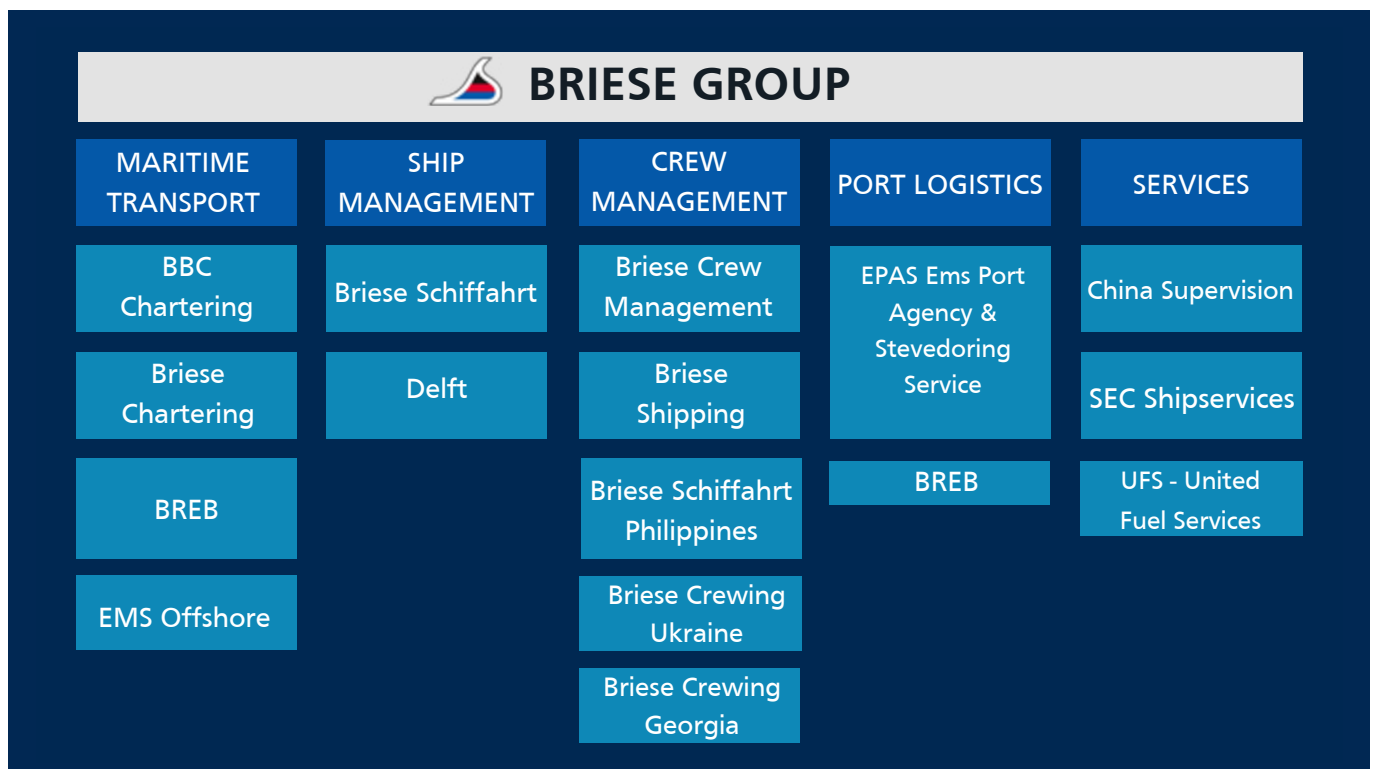 BRIESE GROUP
MARITIME
TRANSPORT
BBC
Chartering
Briese
Chartering
BREB
EMS Offshore
SHIP
MANAGEMENT
Briese Schiffahrt
Delft
CREW
MANAGEMENT
Briese Crew
Management
Briese
Shipping
Briese Schiffahrt
Philippines
Briese Crewing
Ukraine
Briese Crewing
Georgia
PORT LOGISTICS
EPAS Ems Port
Agency &
Stevedoring
Service
BREB
SERVICES
China Supervision
SEC Shipservices
UFS - United
Fuel Services